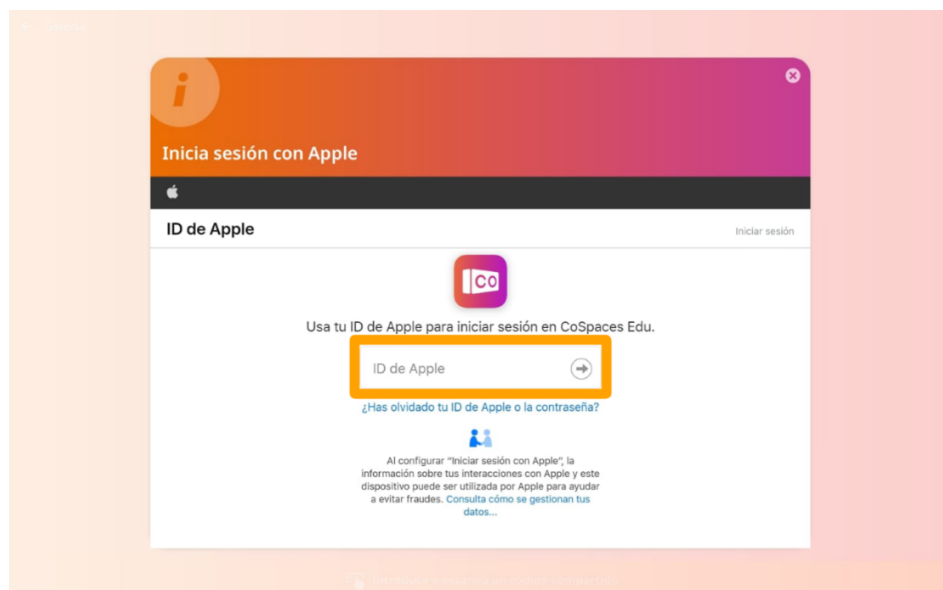 i
Inicia sesión con Apple
ID de Apple
Iniciar sesión
CO
Usa tu ID de Apple para iniciar sesión en CoSpaces Edu.
ID de Apple
¿Has olvidado tu ID de Apple o la contraseña?
Al configurar "Iniciar sesión con Apple", la
información sobre tus interacciones con Apple y este
dispositivo puede ser utilizada por Apple para ayudar
a evitar fraudes. Consulta cómo se gestionan tus
datos...